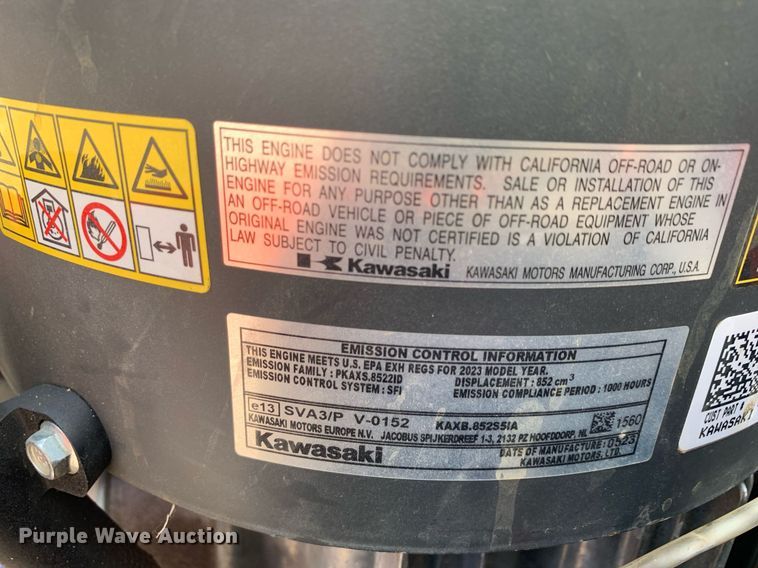 THIS ENGINE DOES NOT COMPLY WITH CALIFORNIA OFF-ROAD OR ON-
HIGHWAY EMISSION REQUIREMENTS. SALE OR INSTALLATION OF THIS
ENGINE FOR ANY PURPOSE OTHER THAN AS A REPLACEMENT ENGINE IN
AN OFF-ROAD VEHICLE OR PIECE OF OFF-ROAD EQUIPMENT WHOSE
ORIGINAL ENGINE WAS NOT CERTIFIED IS A VIOLATION OF CALIFORNIA
LAW SUBJECT TO CIVIL PENALTY.
Kawasaki KAWASAKI MOTORS MANUFACTURING CORP., U.S.A.
EMISSION CONTROL INFORMATION
THIS ENGINE MEETS U.S. EPA EXH REGS FOR 2023 MODEL YEAR.
EMISSION FAMILY : PKAXS.8522ID DISPLACEMENT : 852 cm³
EMISSION CONTROL SYSTEM : SFI EMISSION COMPLIANCE PERIOD : 1000 HOURS
e13 SVA3/P V-0152 KAXB.852S5IA 1560
KAWASAKI MOTORS EUROPE N.V. JACOBUS SPIJKERDREEF 1-3, 2132 PZ HOOFDDORP, NL
Kawasaki DATE OF MANUFACTURE : 0523
KAWASAKI MOTORS, LTD.
CUST PART #
KAWASAKI
Purple Wave Auction